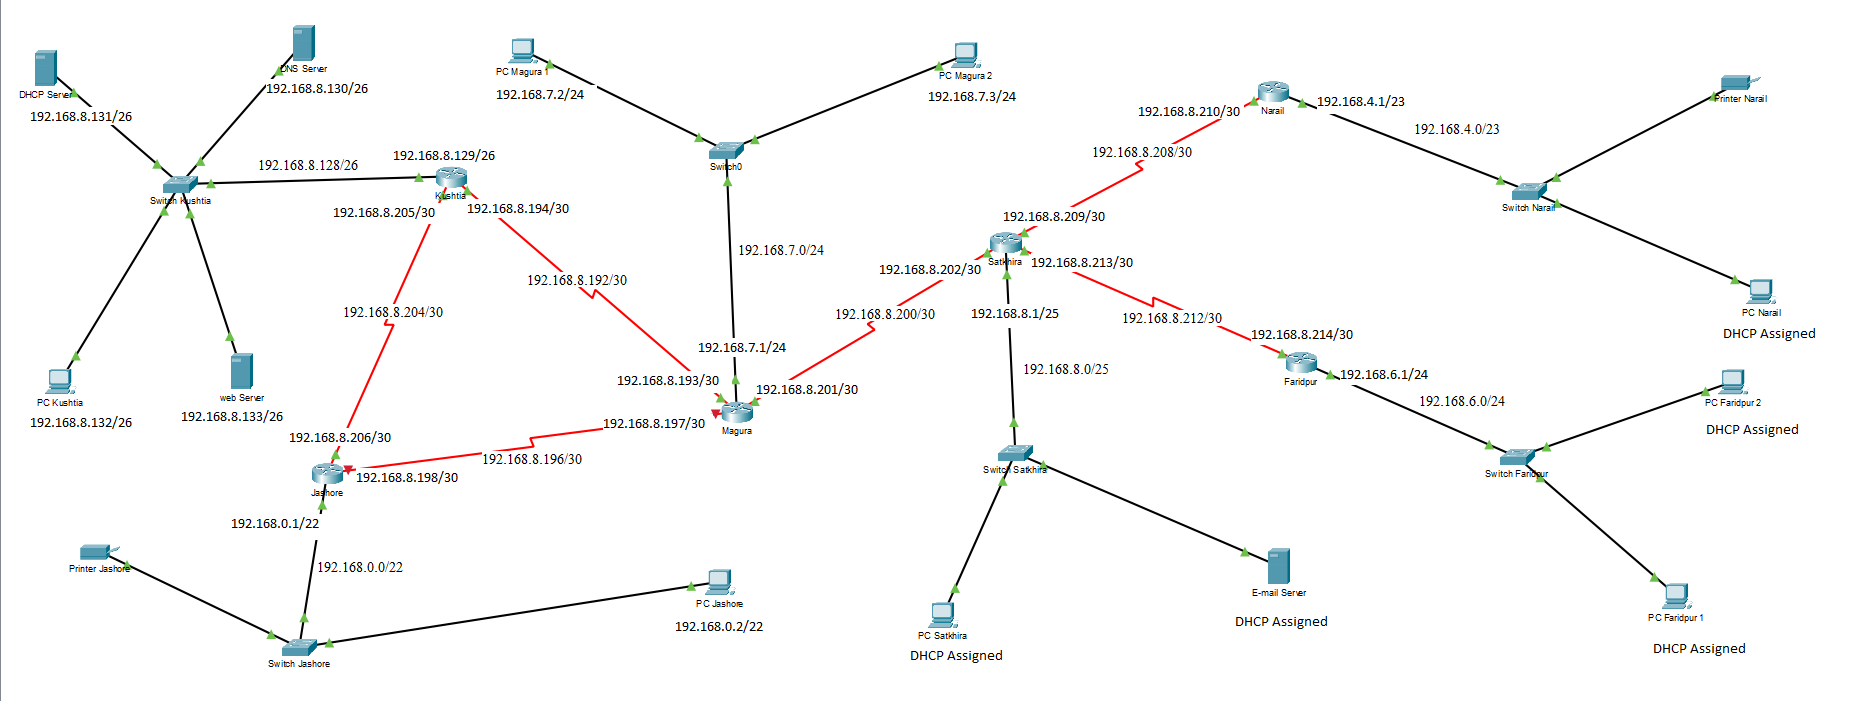 DHCP Server
192.168.8.131/26
DNS Server
192.168.8.130/26
192.168.8.128/26
192.168.8.129/26
Switch Kushtia
Kushtia
192.168.8.205/30
192.168.8.194/30
PC Kushtia
192.168.8.132/26
web Server
192.168.8.133/26
192.168.8.204/30
192.168.8.192/30
192.168.8.206/30
Jashore
192.168.8.198/30
192.168.8.196/30
192.168.0.1/22
192.168.0.0/22
Printer Jashore
Switch Jashore
PC Jashore
192.168.0.2/22
PC Magura 1
192.168.7.2/24
PC Magura 2
192.168.7.3/24
Switch0
192.168.7.0/24
192.168.7.1/24
192.168.8.193/30
192.168.8.201/30
192.168.8.197/30
Magura
192.168.8.200/30
192.168.8.202/30
Satkhira
192.168.8.209/30
192.168.8.213/30
192.168.8.208/30
192.168.8.210/30
Narail
192.168.4.1/23
192.168.4.0/23
Printer Narail
Switch Narail
PC Narail
DHCP Assigned
192.168.8.1/25
192.168.8.0/25
Switch Satkhira
PC Satkhira
DHCP Assigned
E-mail Server
DHCP Assigned
192.168.8.212/30
192.168.8.214/30
Faridpur
192.168.6.1/24
192.168.6.0/24
PC Faridpur 2
DHCP Assigned
Switch Faridpur
PC Faridpur 1
DHCP Assigned